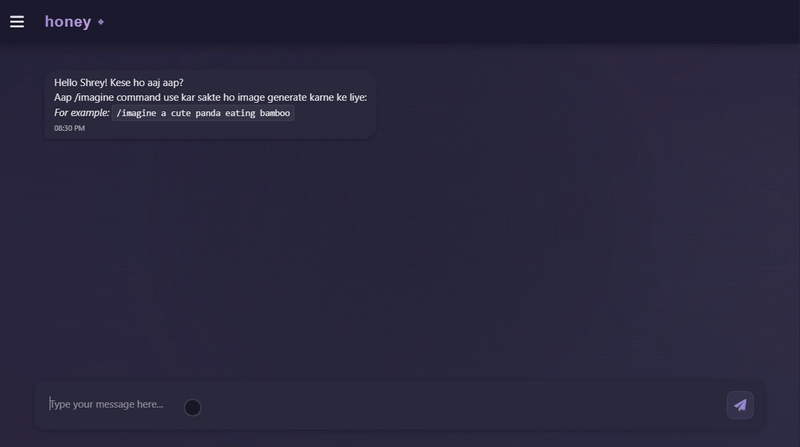 honey
Hello Shrey! Kese ho aaj aap?
Aap /imagine command use kar sakte ho image generate karne ke liye:
For example: /imagine a cute panda eating bamboo
08:30 PM
Type your message here...